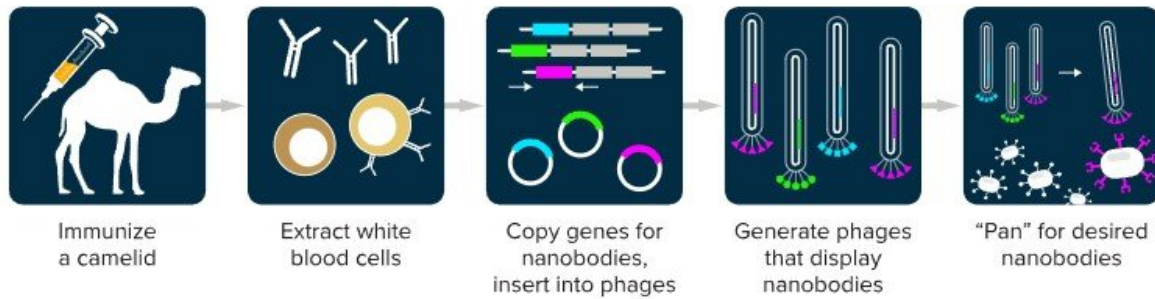 Immunize
a camelid
Extract white
blood cells
Copy genes for
nanobodies,
insert into phages
Generate phages
that display
nanobodies
“Pan” for desired
nanobodies